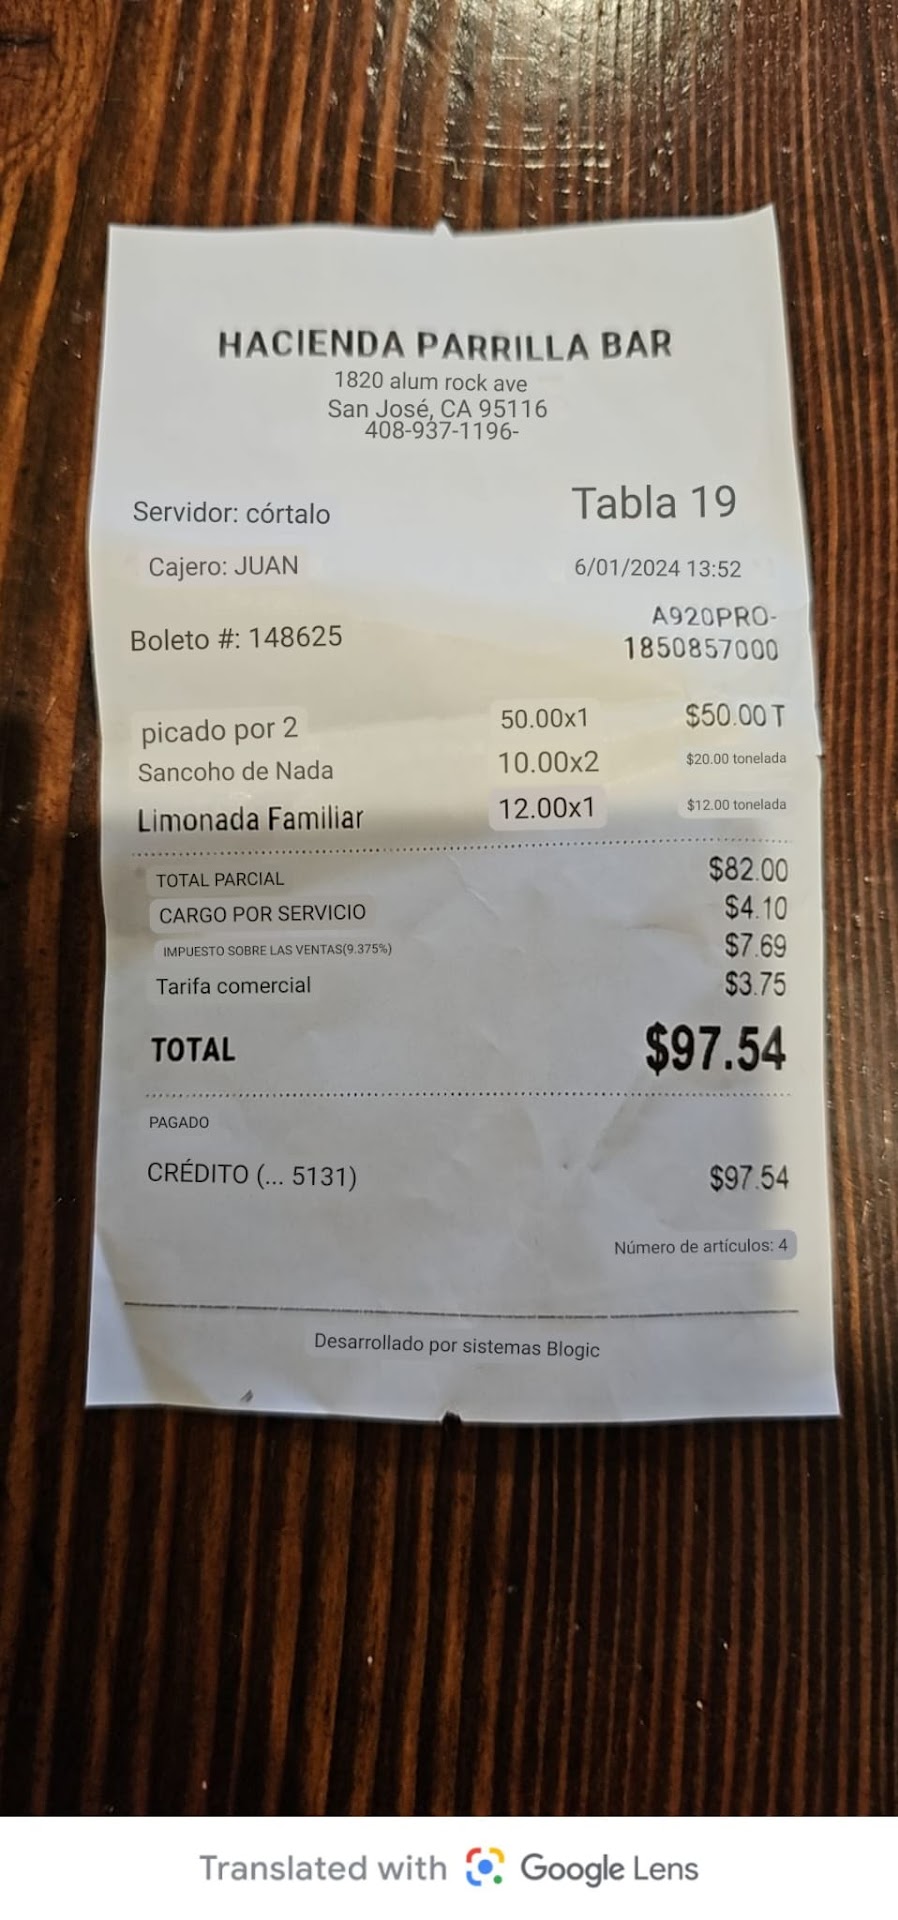 HACIENDA PARRILLA BAR
1820 alum rock ave
San José, CA 95116
408-937-1196-
Servidor: córtalo Tabla 19
Cajero: JUAN 6/01/2024 13:52
Boleto #: 148625 A920PRO-
1850857000
picado por 2 50.00x1 $50.00 T
Sancoho de Nada 10.00x2 $20.00 tonelada
Limonada Familiar 12.00x1 $12.00 tonelada
TOTAL PARCIAL $82.00
CARGO POR SERVICIO $4.10
IMPUESTO SOBRE LAS VENTAS(9.375%) $7.69
Tarifa comercial $3.75
TOTAL $97.54
PAGADO
CRÉDITO (... 5131) $97.54
Número de artículos: 4
Desarrollado por sistemas Blogic
Translated with Google Lens